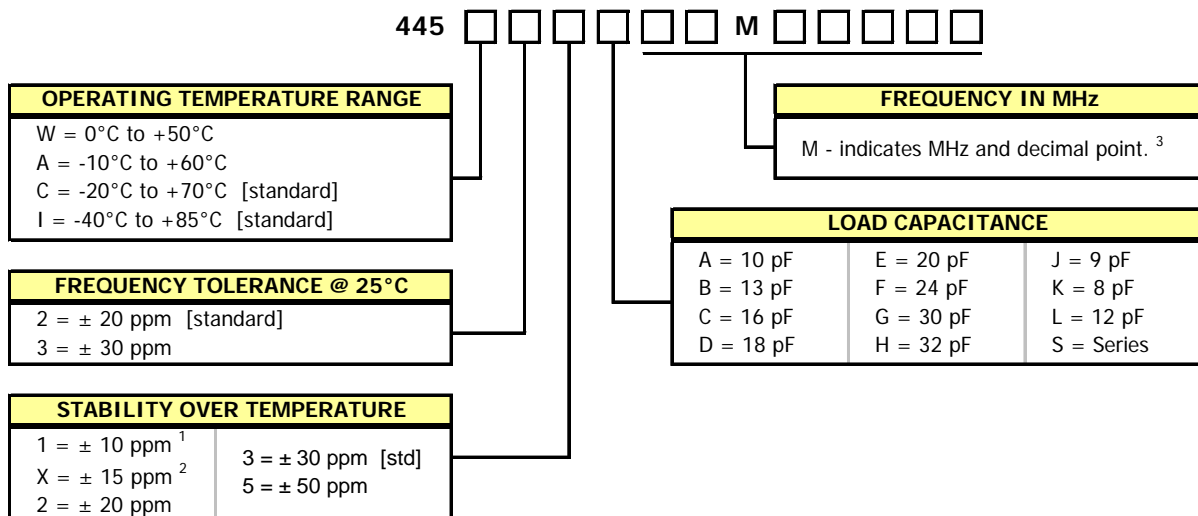 445 M
OPERATING TEMPERATURE RANGE
W = 0°C to +50°C
A = -10°C to +60°C
C = -20°C to +70°C [standard]
I = -40°C to +85°C [standard]
FREQUENCY IN MHz
M - indicates MHz and decimal point. 3
FREQUENCY TOLERANCE @ 25°C
2 = ± 20 ppm [standard]
3 = ± 30 ppm
LOAD CAPACITANCE
A = 10 pF
B = 13 pF
C = 16 pF
D = 18 pF
E = 20 pF
F = 24 pF
G = 30 pF
H = 32 pF
J = 9 pF
K = 8 pF
L = 12 pF
S = Series
STABILITY OVER TEMPERATURE
1 = ± 10 ppm 1
X = ± 15 ppm 2
2 = ± 20 ppm
3 = ± 30 ppm [std]
5 = ± 50 ppm